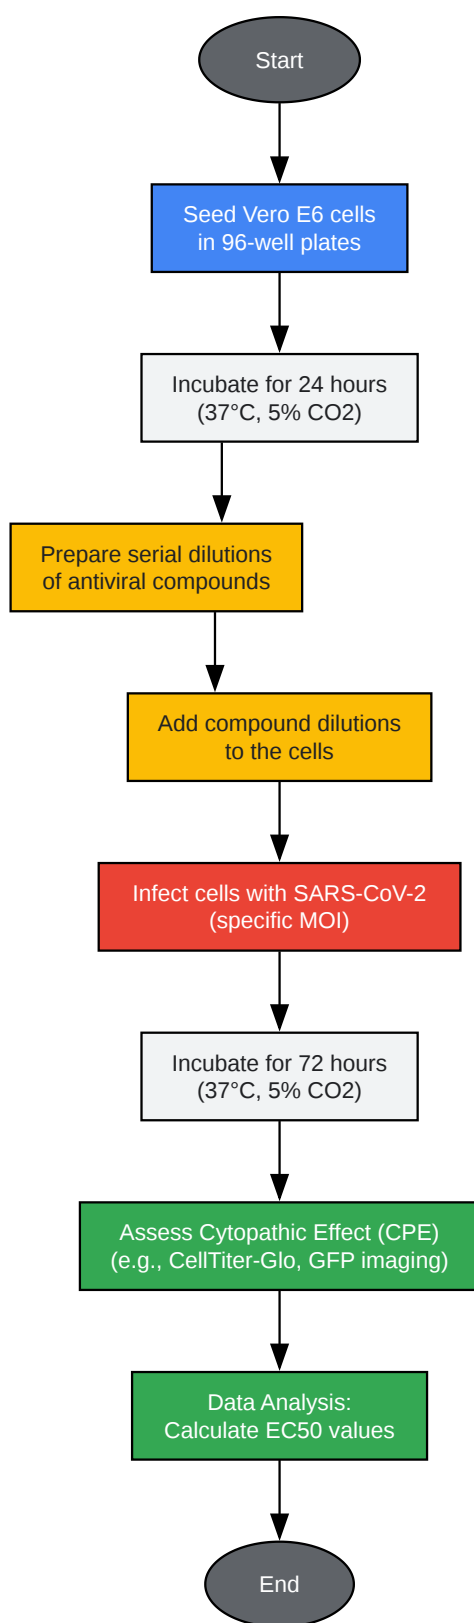 Start
Seed Vero E6 cells
in 96-well plates
Incubate for 24 hours
(37°C, 5% CO2)
Prepare serial dilutions
of antiviral compounds
Add compound dilutions
to the cells
Infect cells with SARS-CoV-2
(specific MOI)
Incubate for 72 hours
(37°C, 5% CO2)
Assess Cytopathic Effect (CPE)
(e.g., CellTiter-Glo, GFP imaging)
Data Analysis:
Calculate EC50 values
End